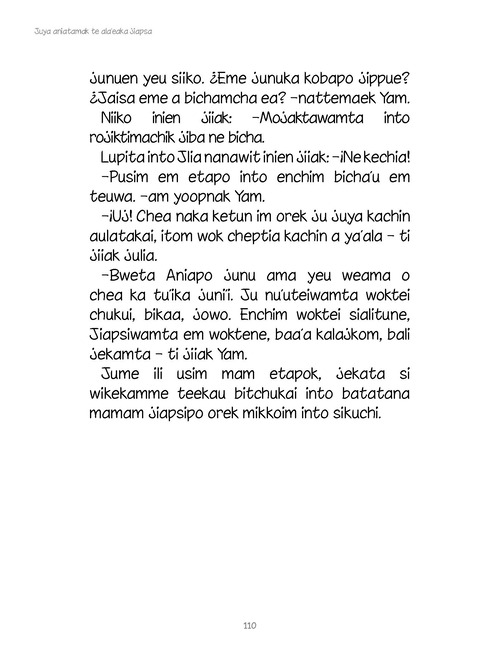 Juya aniatamak te ala'eaka Jiapsa
junuen yeu siiko. ¿Eme junuka kobapo jippue?
¿Jaisa eme a bichamcha ea? –nattemaek Yam.
Niiko inien jiiak: –Mojaktawamta into
rojiktimachik jiba ne bicha.
Lupita into Jlia nanawit inien jiiak: –¡Ne kechia!
–Pusim em etapo into enchim bicha'u em
teuwa. –am yoopnak Yam.
–¡Uj! Chea naka ketun im orek ju juya kachin
aulatakai, itom wok cheptia kachin a ya'ala – ti
jiiak julia.
–Bweta Aniapo junu ama yeu weama o
chea ka tu'ika juni'i. Ju nu'uteiwamta woktei
chukui, bikaa, jowo. Enchim woktei sialitune,
Jiapsiwamta em woktene, baa'a kalajkom, bali
jekamta – ti jiiak Yam.
Jume ili usim mam etapok, jekata si
wikekamme teekau bitchukai into batatana
mamam jiapsipo orek mikkoim into sikuchi.
110